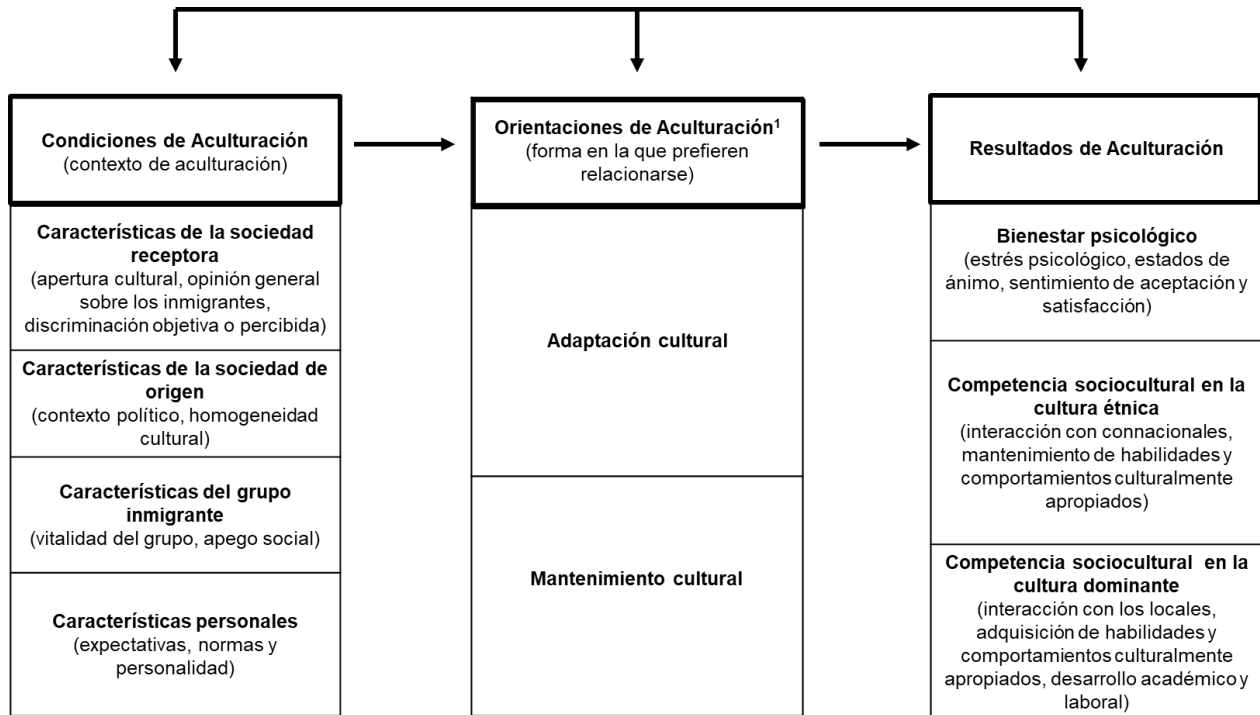 Condiciones de Aculturación
(contexto de aculturación)
Características de la sociedad
receptora
(apertura cultural, opinión general
sobre los inmigrantes,
discriminación objetiva o percibida)
Características de la sociedad de
origen
(contexto político, homogeneidad
cultural)
Características del grupo
inmigrante
(vitalidad del grupo, apego social)
Características personales
(expectativas, normas y
personalidad)
Orientaciones de Aculturación¹
(forma en la que prefieren
relacionarse)
Adaptación cultural
Mantenimiento cultural
Resultados de Aculturación
Bienestar psicológico
(estrés psicológico, estados de
ánimo, sentimiento de aceptación y
satisfacción)
Competencia sociocultural en la
cultura étnica
(interacción con connacionales,
mantenimiento de habilidades y
comportamientos culturalmente
apropiados)
Competencia sociocultural en la
cultura dominante
(interacción con los locales,
adquisición de habilidades y
comportamientos culturalmente
apropiados, desarrollo académico y
laboral)